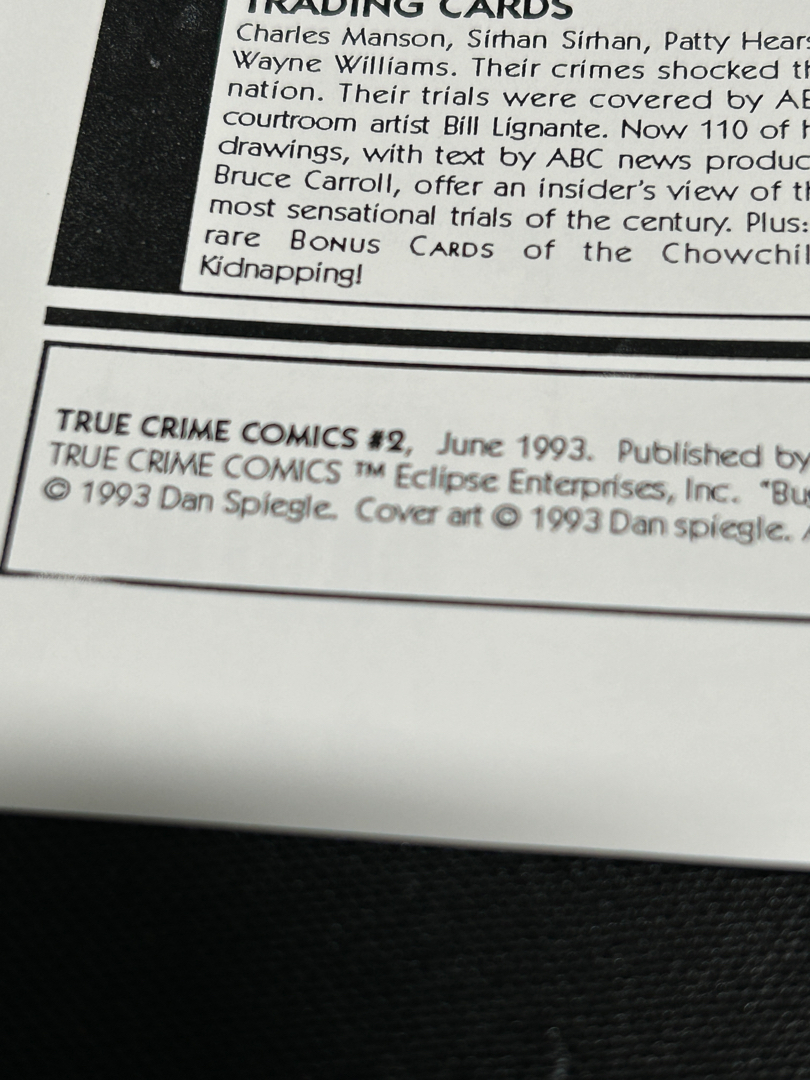 TRADING CARDS
Charles Manson, Sirhan Sirhan, Patty Hears
Wayne Williams. Their crimes shocked th
nation. Their trials were covered by AB
courtroom artist Bill Lignante. Now 110 of h
drawings, with text by ABC news produc
Bruce Carroll, offer an insider's view of th
most sensational trials of the century. Plus:
rare BONUS CARDS of the Chowchil
Kidnapping!
TRUE CRIME COMICS #2, June 1993. Published by
TRUE CRIME COMICS ™ Eclipse Enterprises, Inc. "Bu
© 1993 Dan Spiegle. Cover art © 1993 Dan spiegle.